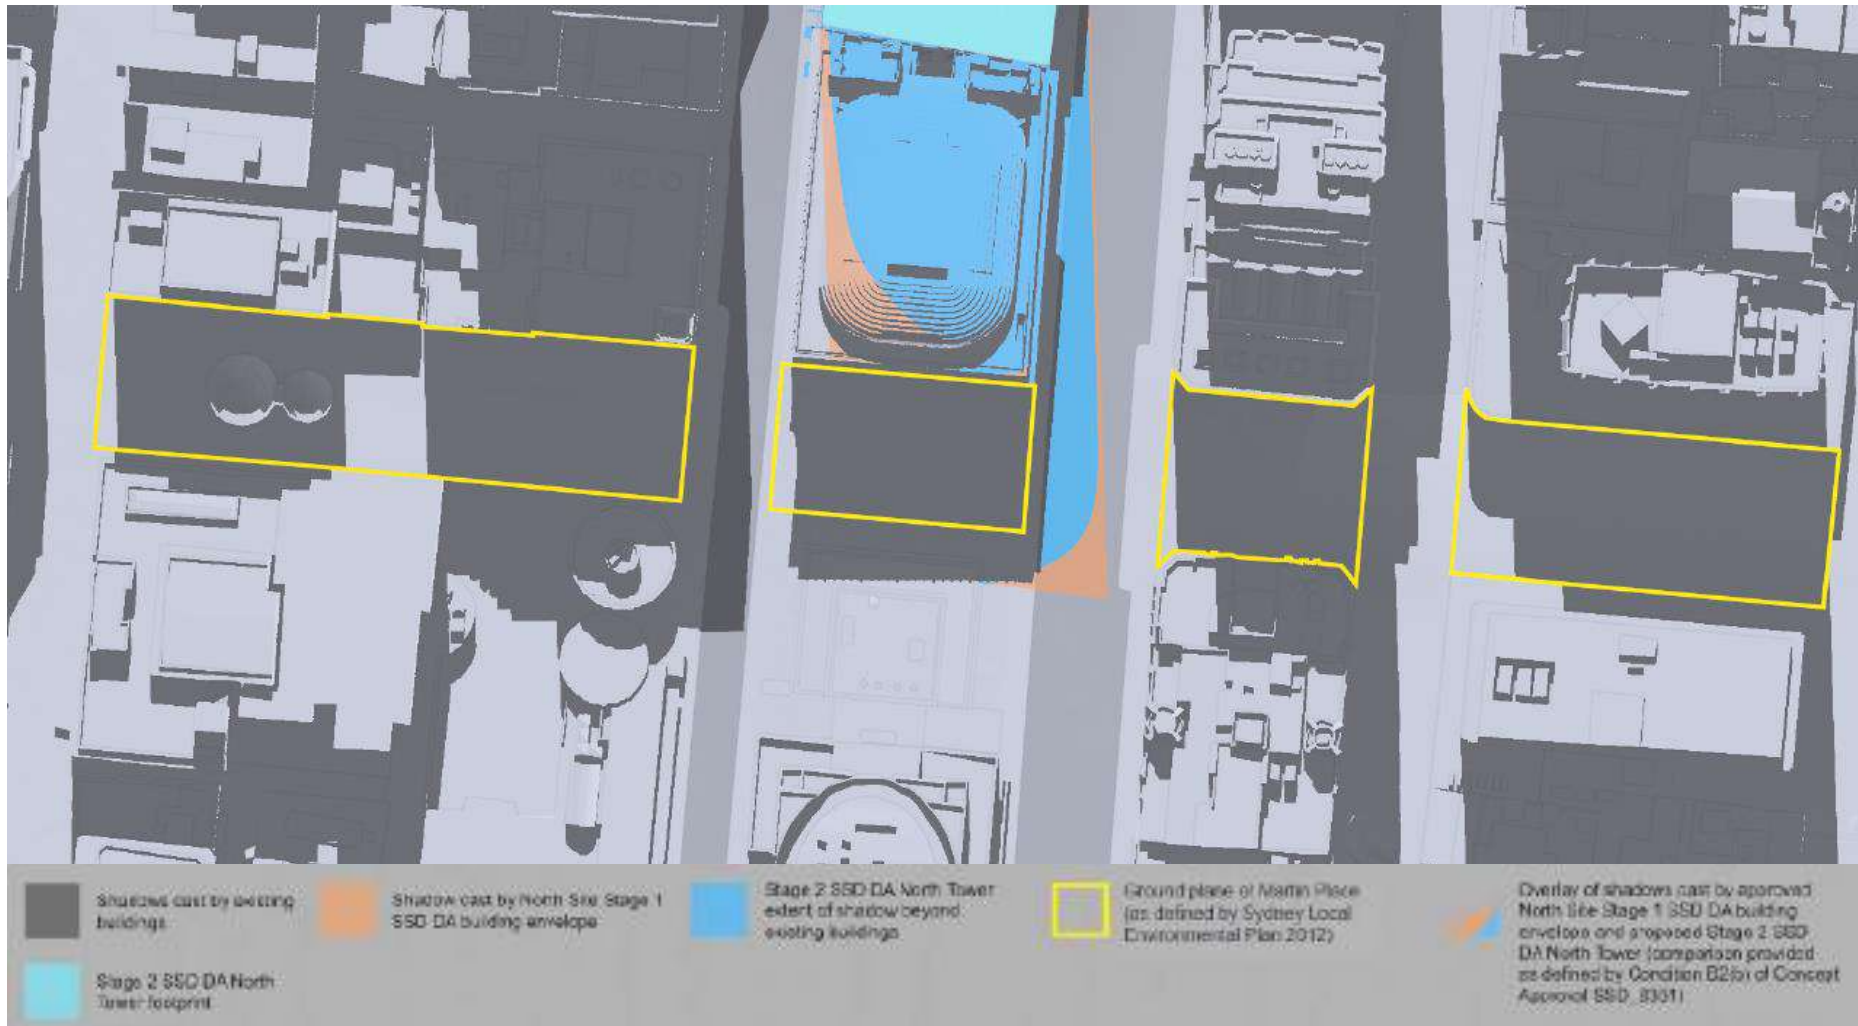 Shadows cast by existing
buildings
Shadow cast by North Site Stage 1
SSD DA building envelope
Stage 2 SSD DA North Tower
extent of shadow beyond
existing buildings
Ground plane of Martin Place
(as defined by Sydney Local
Environmental Plan 2012)
Overlay of shadows cast by approved
North Site Stage 1 SSD DA building
envelope and proposed Stage 2 SSD
DA North Tower (comparison provided
as defined by Condition B2(b) of Concept
Approval SSD 8351)
Stage 2 SSD DA North
Tower footprint